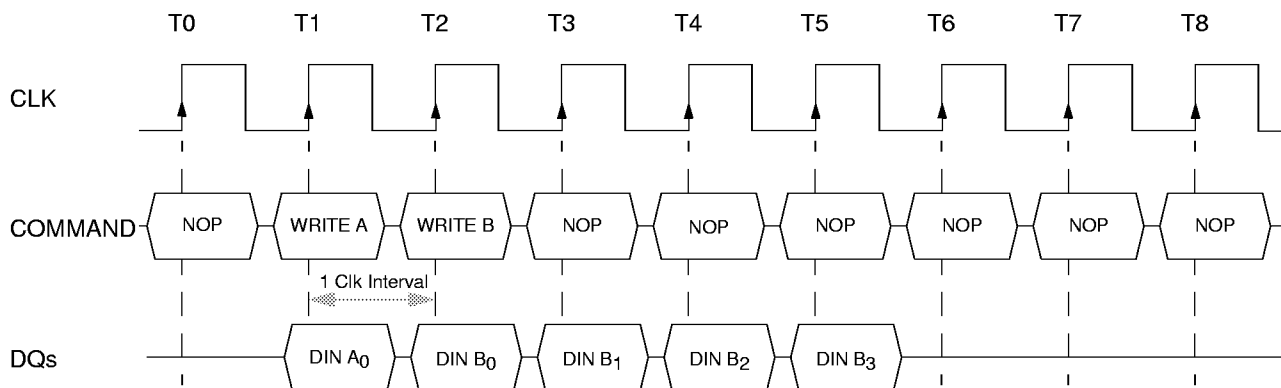 T0 T1 T2 T3 T4 T5 T6 T7 T8
CLK
COMMAND NOP WRITE A WRITE B NOP NOP NOP NOP NOP NOP
1 Clk Interval
DQs DIN A₀ DIN B₀ DIN B₁ DIN B₂ DIN B₃